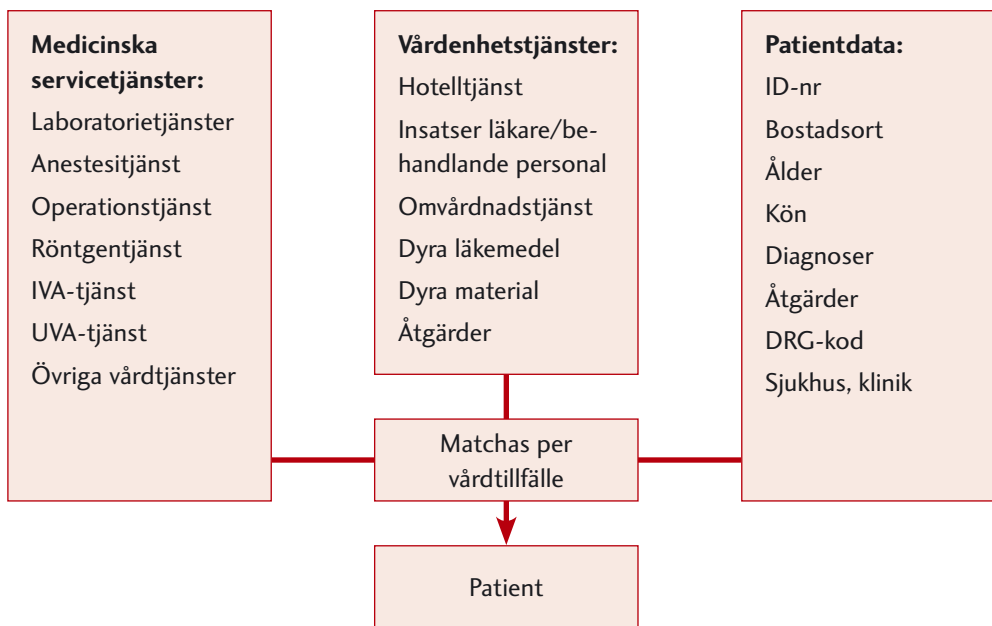 Medicinska
servicetjänster:
Laboratorietjänster
Anestesitjänst
Operationstjänst
Röntgentjänst
IVA-tjänst
UVA-tjänst
Övriga vårdtjänster
Vårdenhetstjänster:
Hotelltjänst
Insatser läkare/be-
handlande personal
Omvårdnadstjänst
Dyra läkemedel
Dyra material
Åtgärder
Patientdata:
ID-nr
Bostadsort
Ålder
Kön
Diagnoser
Åtgärder
DRG-kod
Sjukhus, klinik
Matchas per
vårdtillfälle
Patient